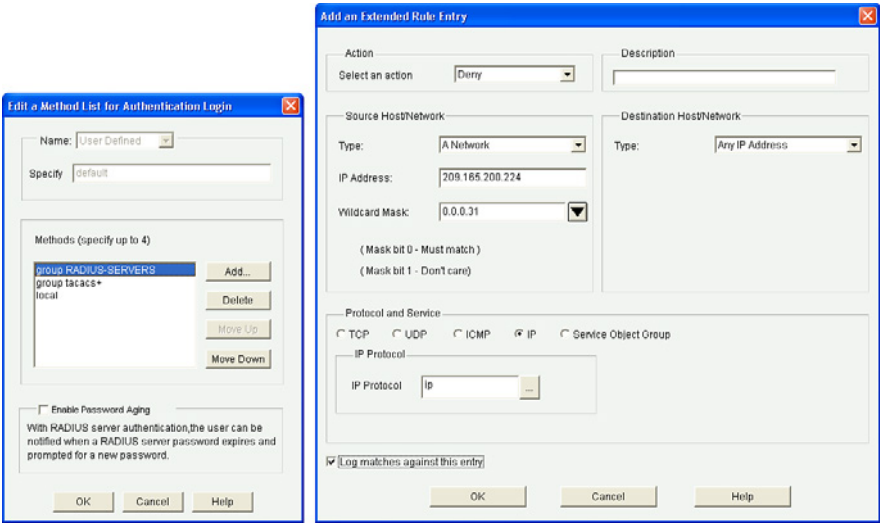 Edit a Method List for Authentication Login
Name: User Defined
Specify default
Methods (specify up to 4)
group RADIUS-SERVERS
group tacacs+
local
Add...
Delete
Move Up
Move Down
Enable Password Aging
With RADIUS server authentication,the user can be
notified when a RADIUS server password expires and
prompted for a new password.
OK Cancel Help
Add an Extended Rule Entry
Action
Select an action Deny
Description
Source Host/Network
Type: A Network
IP Address: 209.165.200.224
Wildcard Mask: 0.0.0.31
( Mask bit 0 - Must match )
( Mask bit 1 - Don't care)
Destination Host/Network
Type: Any IP Address
Protocol and Service
TCP UDP ICMP IP Service Object Group
IP Protocol
IP Protocol ip ...
Log matches against this entry
OK Cancel Help